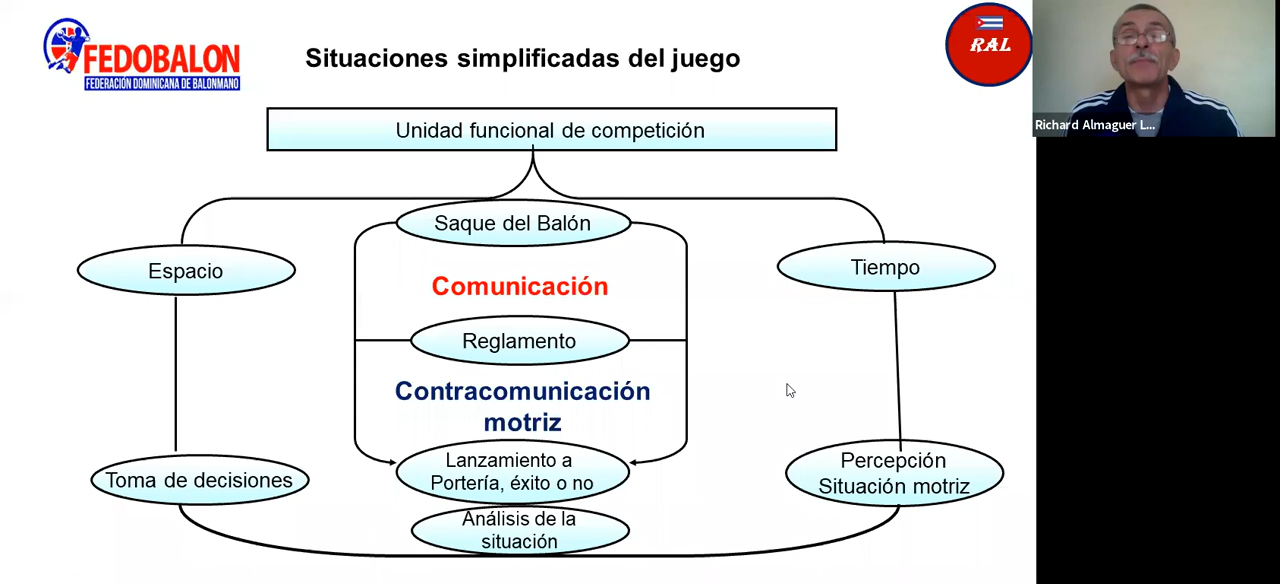 FEDOBALON
FEDERACIÓN DOMINICANA DE BALONMANO
Situaciones simplificadas del juego
RAL
Richard Almaguer L...
Unidad funcional de competición
Saque del Balón
Espacio
Tiempo
Comunicación
Reglamento
Contracomunicación
motriz
Lanzamiento a
Portería, éxito o no
Toma de decisiones
Percepción
Situación motriz
Análisis de la
situación